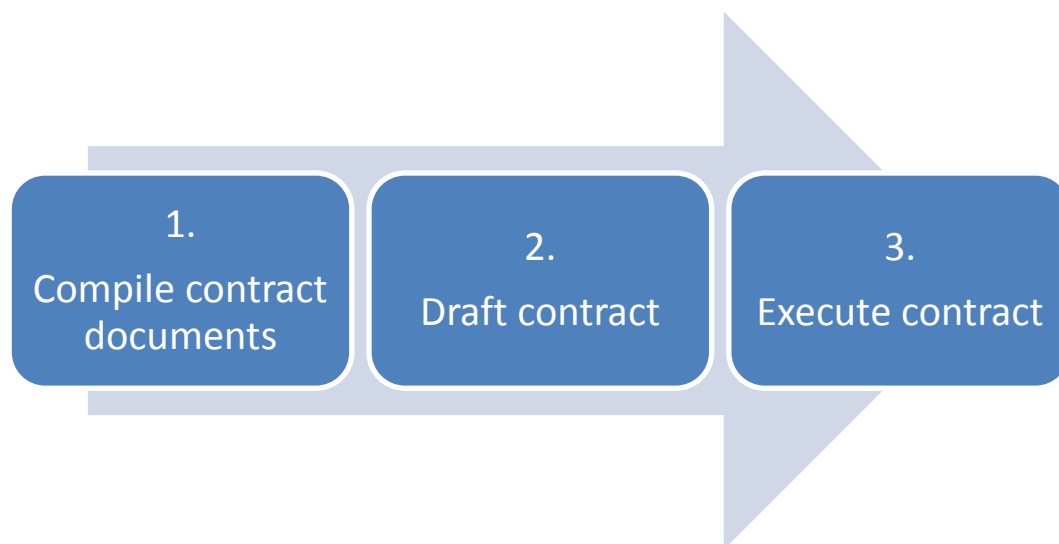 1.
Compile contract
documents
2.
Draft contract
3.
Execute contract